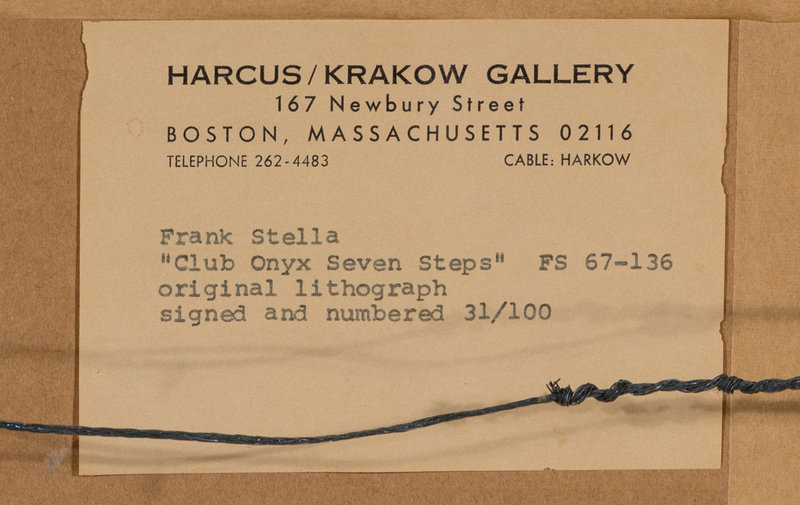 HARCUS/KRAKOW GALLERY
167 Newbury Street
BOSTON, MASSACHUSETTS 02116
TELEPHONE 262-4483 CABLE: HARKOW
Frank Stella
"Club Onyx Seven Steps" FS 67-136
original lithograph
signed and numbered 31/100